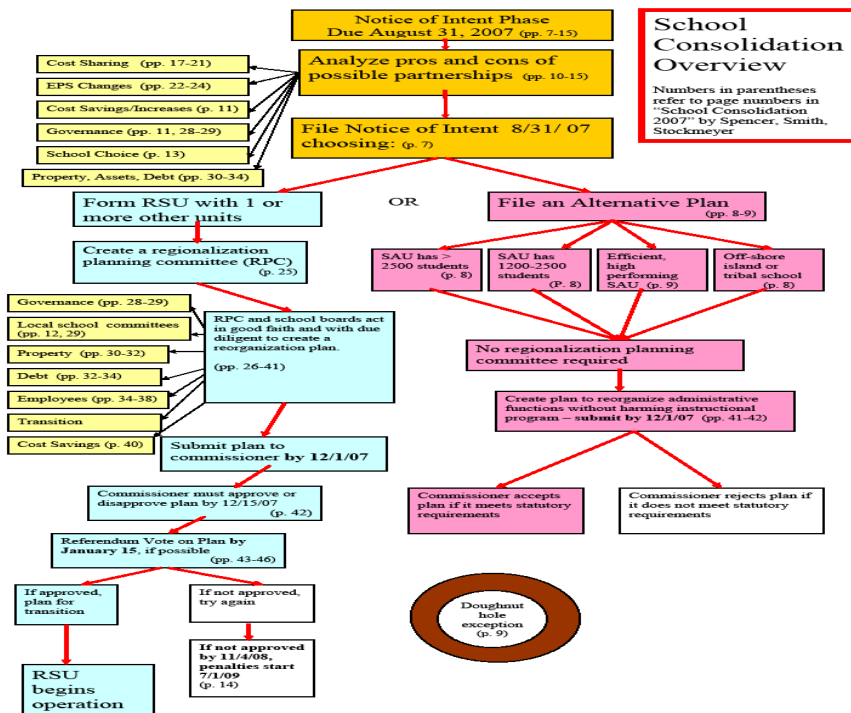 Notice of Intent Phase
Due August 31, 2007 (pp. 7-15)
School
Consolidation
Overview
Numbers in parentheses
refer to page numbers in
"School Consolidation
2007" by Spencer, Smith,
Stockmeyer
Analyze pros and cons
of possible partnerships
(pp. 10-15)
Cost Sharing (pp. 17-21)
EPS Changes (pp. 22-24)
Cost Savings/Increases (p. 11)
Governance (pp. 11, 28-29)
School Choice (p. 13)
Property, Assets, Debt (pp. 30-34)
File Notice of Intent 8/31/ 07
choosing: (p. 7)
Form RSU with 1 or
more other units
OR
File an Alternative Plan
(pp. 8-9)
Create a regionalization
planning committee (RPC)
(p. 25)
SAU has >
2500 students
(p. 8)
SAU has
1200-2500
students
(P. 8)
Efficient,
high
performing
SAU (p. 9)
Off-shore
island or
tribal school
(p. 8)
Governance (pp. 28-29)
Local school committees
(pp. 12, 29)
Property (pp. 30-32)
Debt (pp. 32-34)
Employees (pp. 34-38)
Transition
Cost Savings (p. 40)
RPC and school boards act
in good faith and with due
diligent to create a
reorganization plan.
(pp. 26-41)
No regionalization planning
committee required
Create plan to reorganize administrative
functions without harming instructional
program – submit by 12/1/07 (pp. 41-42)
Submit plan to
commissioner by 12/1/07
Commissioner must approve or
disapprove plan by 12/15/07
(p. 42)
Commissioner accepts
plan if it meets statutory
requirements
Commissioner rejects plan if
it does not meet statutory
requirements
Referendum Vote on Plan by
January 15, if possible
(pp. 43-46)
If approved,
plan for
transition
If not approved,
try again
If not approved
by 11/4/08,
penalties start
7/1/09
(p. 14)
RSU
begins
operation
Doughnut
hole
exception
(p. 9)